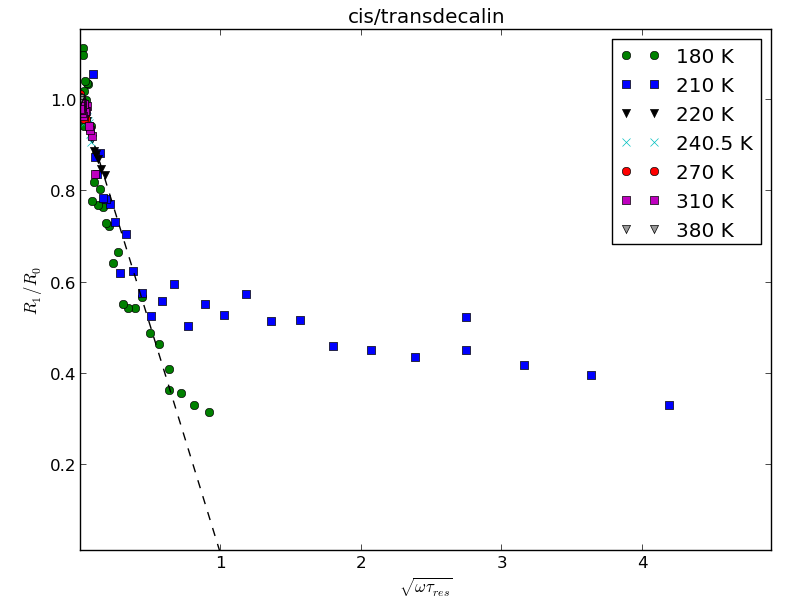 cis/transdecalin
180 K
210 K
220 K
240.5 K
270 K
310 K
380 K
1.0
0.8
0.6
0.4
0.2
R₁/R₀
1 2 3 4
√ωτ_res